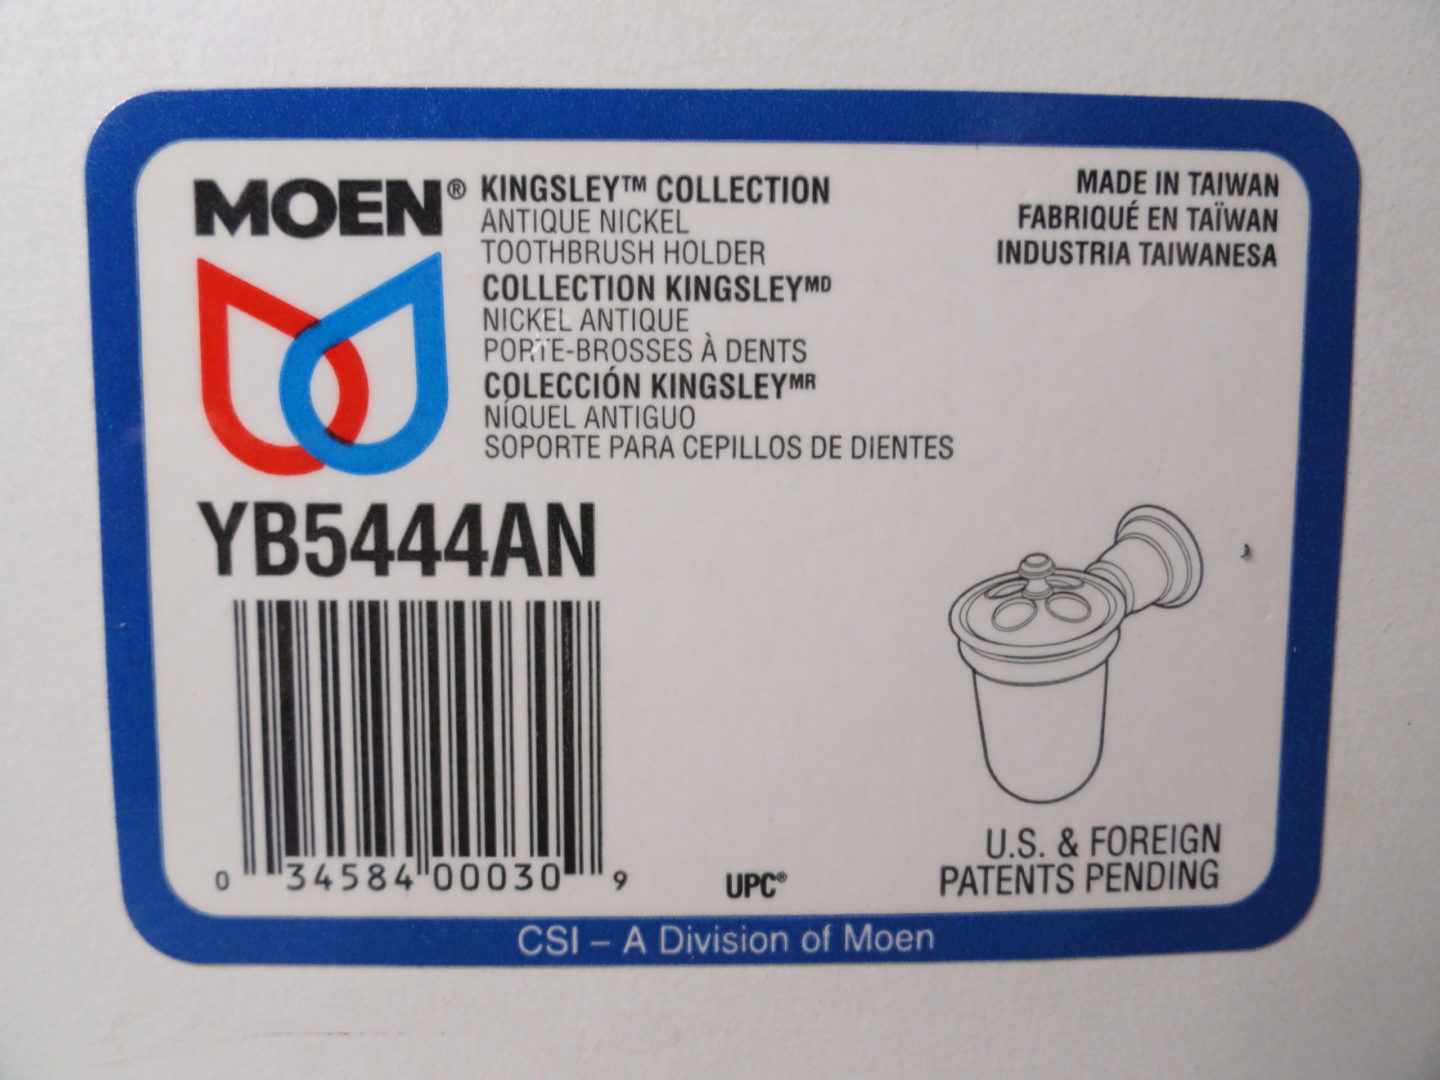 MOEN®
KINGSLEY™ COLLECTION
ANTIQUE NICKEL
TOOTHBRUSH HOLDER
COLLECTION KINGSLEYMD
NICKEL ANTIQUE
PORTE-BROSSES À DENTS
COLECCIÓN KINGSLEYMR
NÍQUEL ANTIGUO
SOPORTE PARA CEPILLOS DE DIENTES
MADE IN TAIWAN
FABRIQUÉ EN TAÏWAN
INDUSTRIA TAIWANESA
YB5444AN
0 34584 00030 9
UPC®
U.S. & FOREIGN
PATENTS PENDING
CSI – A Division of Moen